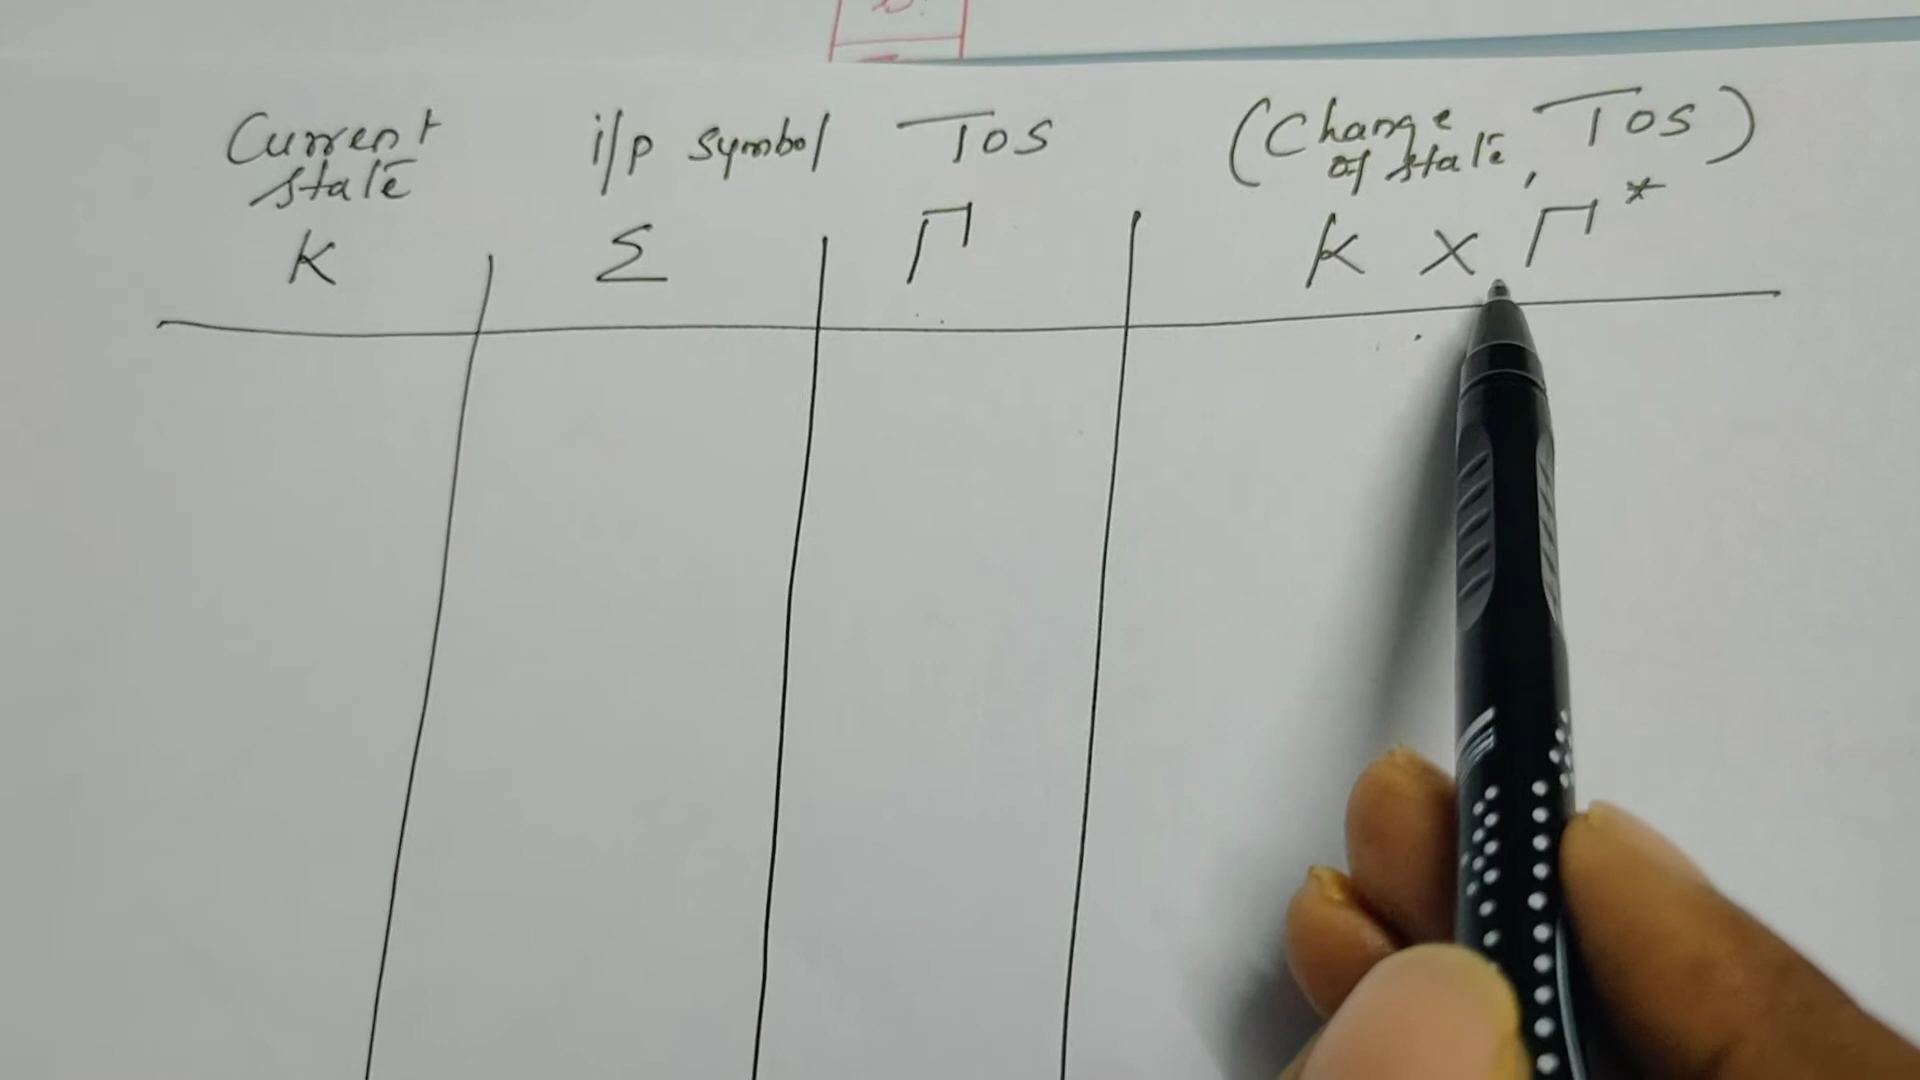 Current state i/p symbol TOS (Change of state, TOS)
K Σ Γ K × Γ*